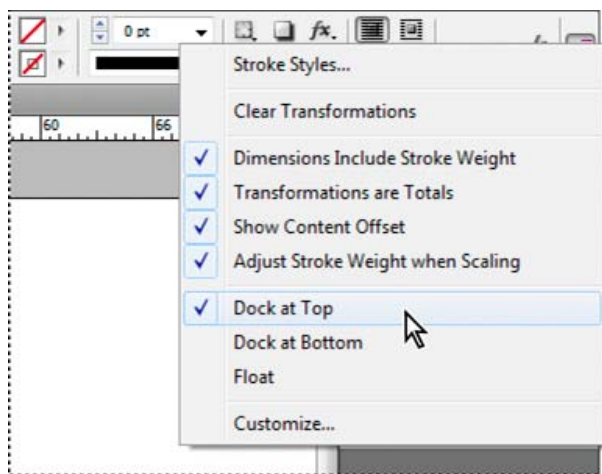 0 pt
fx.
Stroke Styles...
Clear Transformations
60 66
Dimensions Include Stroke Weight
Transformations are Totals
Show Content Offset
Adjust Stroke Weight when Scaling
Dock at Top
Dock at Bottom
Float
Customize...